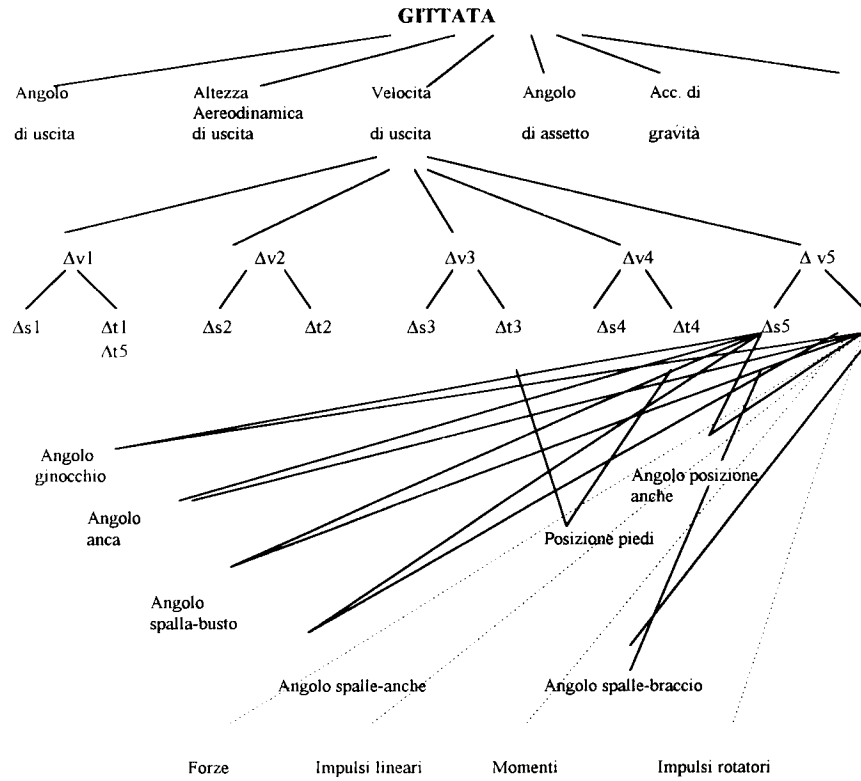 GITTATA
Angolo
di uscita
Altezza
Aereodinamica
di uscita
Velocità
di uscita
Angolo
di assetto
Acc. di
gravità
Δv1 Δv2 Δv3 Δv4 Δ v5
Δs1 Δt1 Δs2 Δt2 Δs3 Δt3 Δs4 Δt4 Δs5
Δt5
Angolo
ginocchio
Angolo
anca
Angolo
spalla-busto
Angolo spalle-anche
Posizione piedi
Angolo posizione
anche
Angolo spalle-braccio
Forze Impulsi lineari Momenti Impulsi rotatori